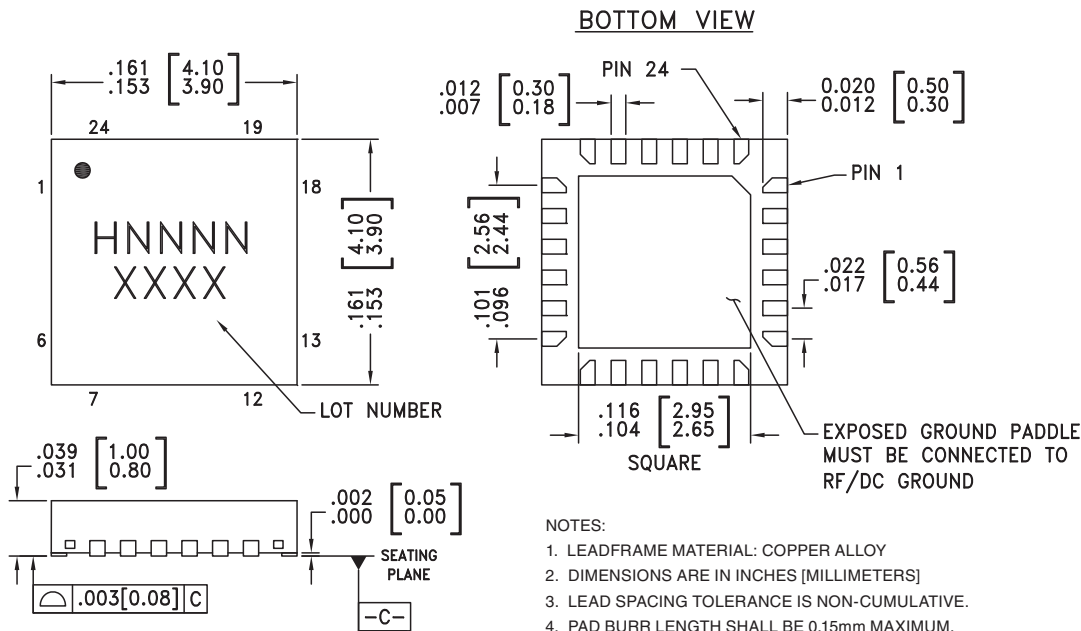 BOTTOM VIEW
.161 [4.10]
.153 [3.90]
24 19
1
18
6
13
7 12
HNNNN
XXXX
LOT NUMBER
[4.10]
[3.90]
.161
.153
.012 [0.30]
.007 [0.18]
PIN 24
0.020 [0.50]
0.012 [0.30]
PIN 1
[2.56]
[2.44]
.101
.096
.022 [0.56]
.017 [0.44]
.116 [2.95]
.104 [2.65]
SQUARE
EXPOSED GROUND PADDLE
MUST BE CONNECTED TO
RF/DC GROUND
.039 [1.00]
.031 [0.80]
.002 [0.05]
.000 [0.00]
SEATING
PLANE
.003[0.08] C
-C-
NOTES:
1. LEADFRAME MATERIAL: COPPER ALLOY
2. DIMENSIONS ARE IN INCHES [MILLIMETERS]
3. LEAD SPACING TOLERANCE IS NON-CUMULATIVE.
4. PAD BURR LENGTH SHALL BE 0.15mm MAXIMUM.